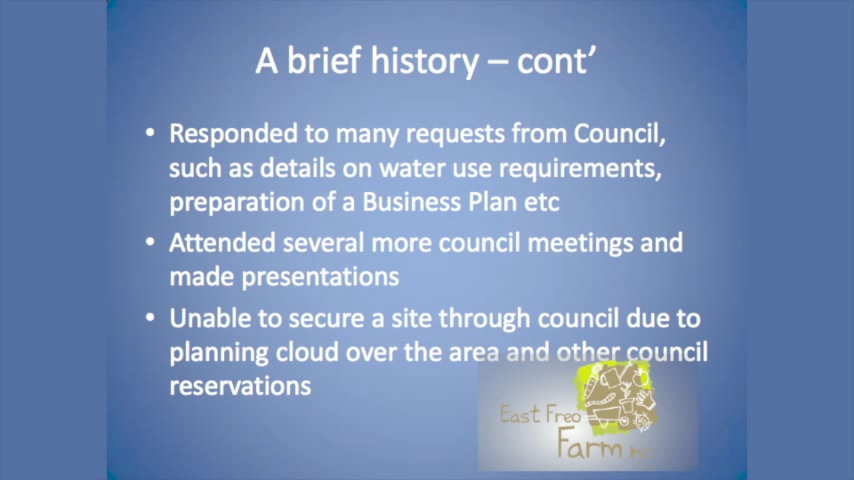 A brief history – cont’
• Responded to many requests from Council,
such as details on water use requirements,
preparation of a Business Plan etc
• Attended several more council meetings and
made presentations
• Unable to secure a site through council due to
planning cloud over the area and other council
reservations
East Freo
Farm